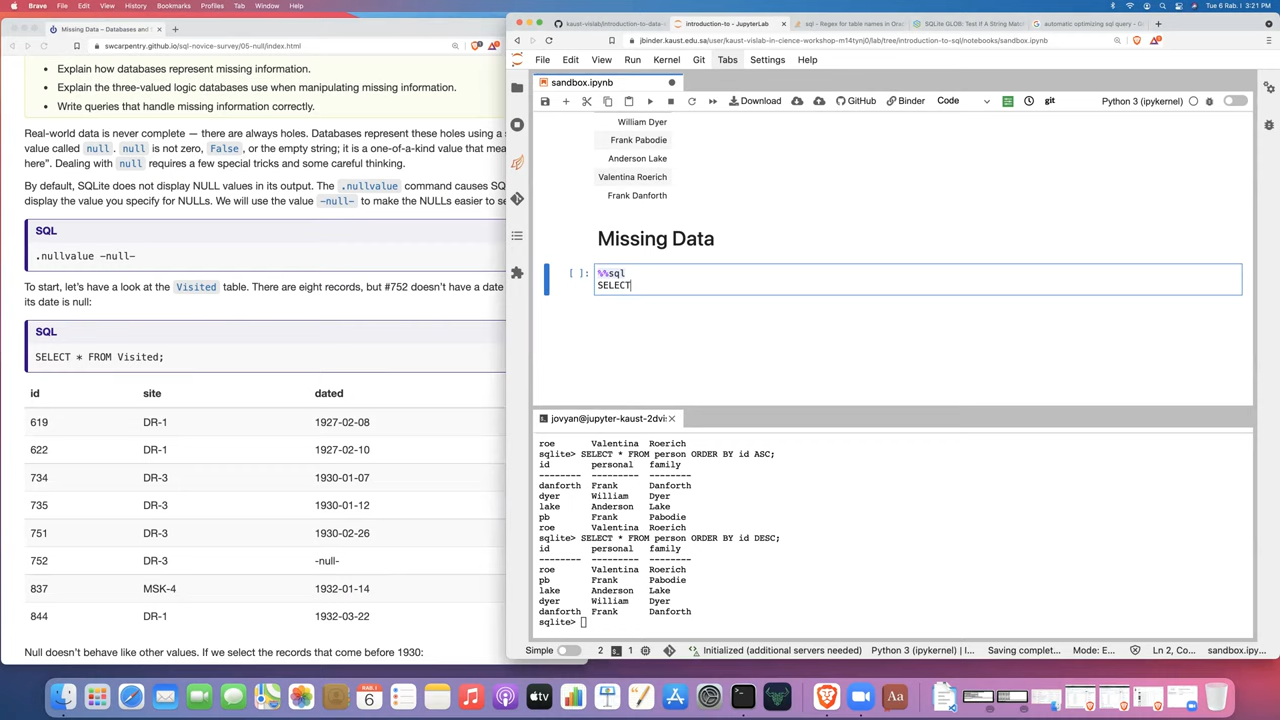 Brave File Edit View History Bookmarks Profiles Tab Window Help
Tue 6 Rab. I 3:21 PM
Missing Data – Databases and S
swcarpentry.github.io/sql-novice-survey/05-null/index.html
Explain how databases represent missing information.
Explain the three-valued logic databases use when manipulating missing information.
Write queries that handle missing information correctly.
Real-world data is never complete — there are always holes. Databases represent these holes using a s
value called null . null is not zero, False , or the empty string; it is a one-of-a-kind value that mea
here”. Dealing with null requires a few special tricks and some careful thinking.
By default, SQLite does not display NULL values in its output. The .nullvalue command causes SQ
display the value you specify for NULLs. We will use the value -null- to make the NULLs easier to se
SQL
.nullvalue -null-
To start, let’s have a look at the Visited table. There are eight records, but #752 doesn’t have a date
its date is null:
SQL
SELECT * FROM Visited;
id site dated
619 DR-1 1927-02-08
622 DR-1 1927-02-10
734 DR-3 1930-01-07
735 DR-3 1930-01-12
751 DR-3 1930-02-26
752 DR-3 -null-
837 MSK-4 1932-01-14
844 DR-1 1932-03-22
Null doesn’t behave like other values. If we select the records that come before 1930:
kaust-vislab/introduction-to-data-
introduction-to - JupyterLab
sql - Regex for table names in Orac
SQLite GLOB: Test If A String Match
automatic optimizing sql query - G
jbinder.kaust.edu.sa/user/kaust-vislab-in-cience-workshop-m14tynj0/lab/tree/introduction-to-sql/notebooks/sandbox.ipynb
File Edit View Run Kernel Git Tabs Settings Help
sandbox.ipynb
Download GitHub Binder Code git Python 3 (ipykernel)
William Dyer
Frank Pabodie
Anderson Lake
Valentina Roerich
Frank Danforth
Missing Data
[ ]: %%sql
SELECT
jovyan@jupyter-kaust-2dvis
roe Valentina Roerich
sqlite> SELECT * FROM person ORDER BY id ASC;
id personal family
-------- --------- --------
danforth Frank Danforth
dyer William Dyer
lake Anderson Lake
pb Frank Pabodie
roe Valentina Roerich
sqlite> SELECT * FROM person ORDER BY id DESC;
id personal family
-------- --------- --------
roe Valentina Roerich
pb Frank Pabodie
lake Anderson Lake
dyer William Dyer
danforth Frank Danforth
sqlite>
Simple 2 1 Initialized (additional servers needed) Python 3 (ipykernel) | I... Saving complet... Mode: E... Ln 2, Co... sandbox.ipy...
6
tv
Aa